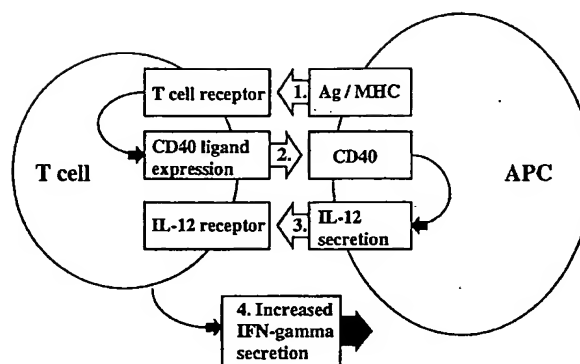 T cell receptor
1.
Ag / MHC
CD40 ligand
expression
2.
CD40
T cell
APC
IL-12 receptor
3.
IL-12
secretion
4. Increased
IFN-gamma
secretion